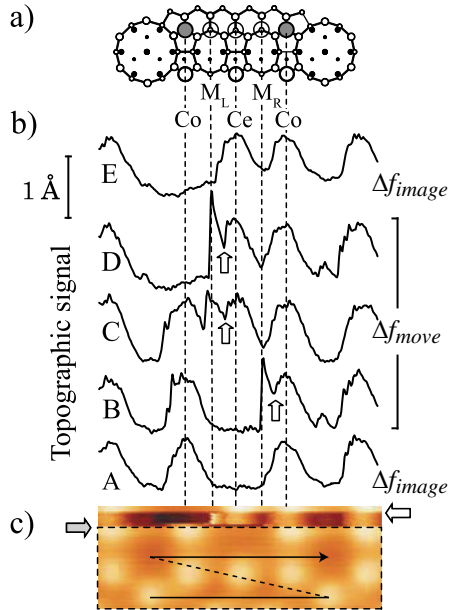 a)
M_L M_R
Co Ce Co
b)
E
1 Å
Δf_image
D
C
Δf_move
B
A
Δf_image
Topographic signal
c)